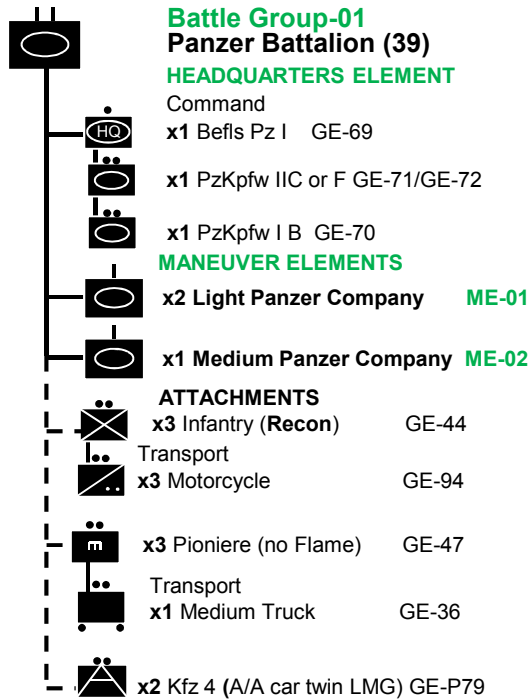 Battle Group-01
Panzer Battalion (39)
HEADQUARTERS ELEMENT
Command
HQ
x1 Befls Pz I GE-69
x1 PzKpfw IIC or F GE-71/GE-72
x1 PzKpfw I B GE-70
MANEUVER ELEMENTS
x2 Light Panzer Company ME-01
x1 Medium Panzer Company ME-02
ATTACHMENTS
x3 Infantry (Recon) GE-44
Transport
x3 Motorcycle GE-94
m
x3 Pioniere (no Flame) GE-47
Transport
x1 Medium Truck GE-36
x2 Kfz 4 (A/A car twin LMG) GE-P79